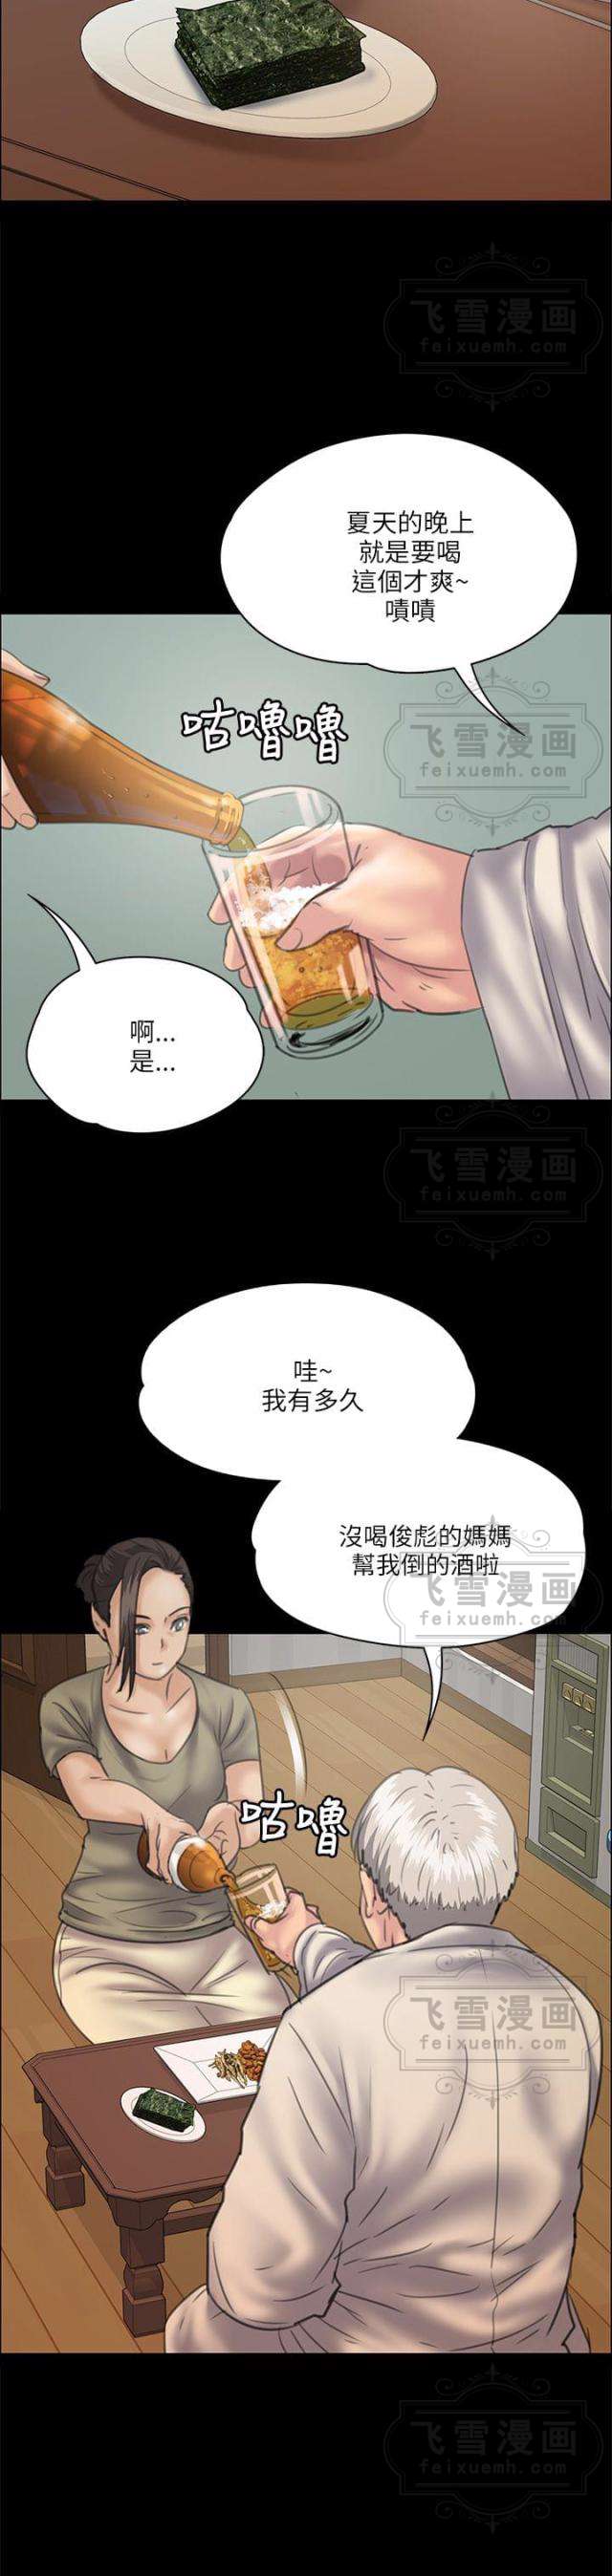 飞雪漫画
feixuemh.com
夏天的晚上
就是要喝
這個才爽~
嘖嘖
咕嚕嚕
飞雪漫画
feixuemh.com
啊...
是...
飞雪漫画
feixuemh.com
哇~
我有多久
沒喝俊彪的媽媽
幫我倒的酒啦
飞雪漫画
feixuemh.com
咕嚕
飞雪漫画
feixuemh.com
飞雪漫画
feixuemh.com